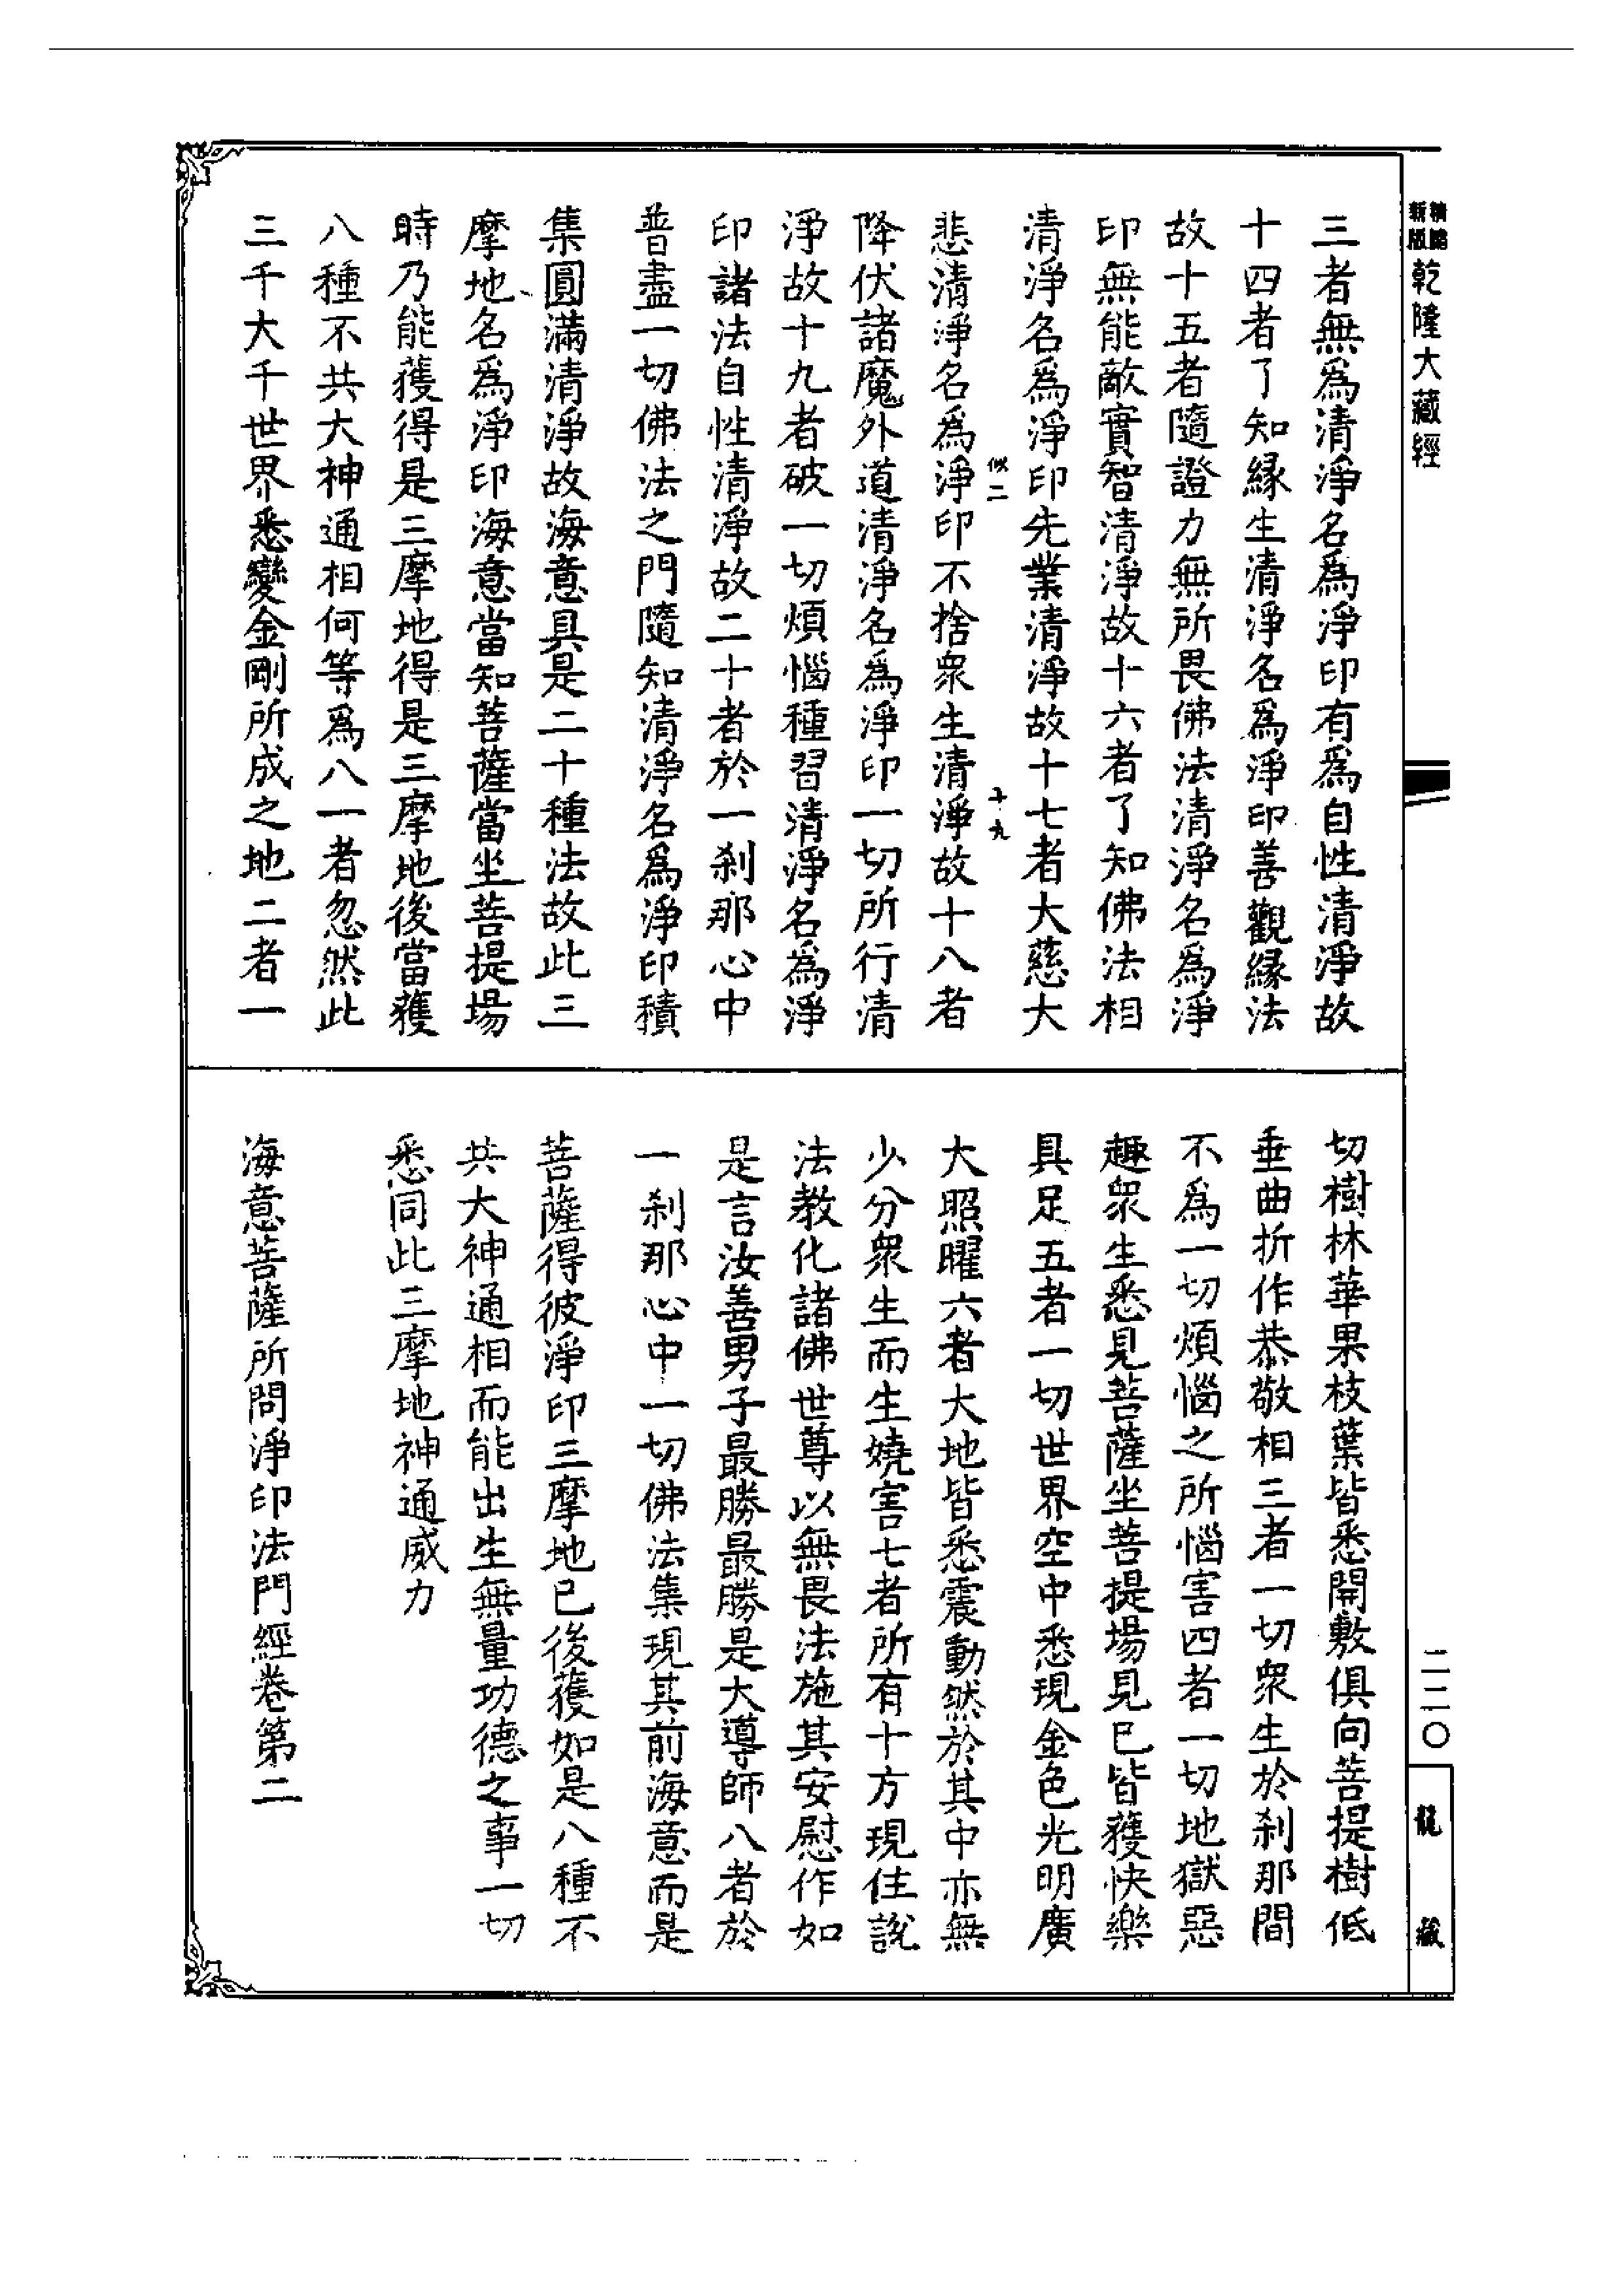 新版
精縮
乾隆大藏經
三者無爲清淨名爲淨印有爲自性清淨故
十四者了知緣生清淨名爲淨印善觀緣法
故十五者隨證力無所畏佛法清淨名爲淨
印無能敵實智清淨故十六者了知佛法相
清淨名爲淨印先業清淨故十七者大慈大
似二
十九
悲清淨名爲淨印不捨衆生清淨故十八者
降伏諸魔外道清淨名爲淨印一切所行清
淨故十九者破一切煩惱種習清淨名爲淨
印諸法自性清淨故二十者於一刹那心中
普盡一切佛法之門隨知清淨名爲淨印積
集圓滿清淨故海意具是二十種法故此三
摩地名爲淨印海意當知菩薩當坐菩提場
時乃能獲得是三摩地得是三摩地後當獲
八種不共大神通相何等爲八一者忽然此
三千大千世界悉變金剛所成之地二者一
切樹林華果枝葉皆悉開敷俱向菩提樹低
垂曲折作恭敬相三者一切衆生於刹那間
不爲一切煩惱之所惱害四者一切地獄惡
趣衆生悉見菩薩坐菩提場見已皆獲快樂
具足五者一切世界空中悉現金色光明廣
大照曜六者大地皆悉震動然於其中亦無
少分衆生而生嬈害七者所有十方現住說
法教化諸佛世尊以無畏法施其安慰作如
是言汝善男子最勝最勝是大導師八者於
一刹那心中一切佛法集現其前海意而是
菩薩得彼淨印三摩地已後獲如是八種不
共大神通相而能出生無量功德之事一切
悉同此三摩地神通威力
海意菩薩所問淨印法門經卷第二
二二〇
龍藏